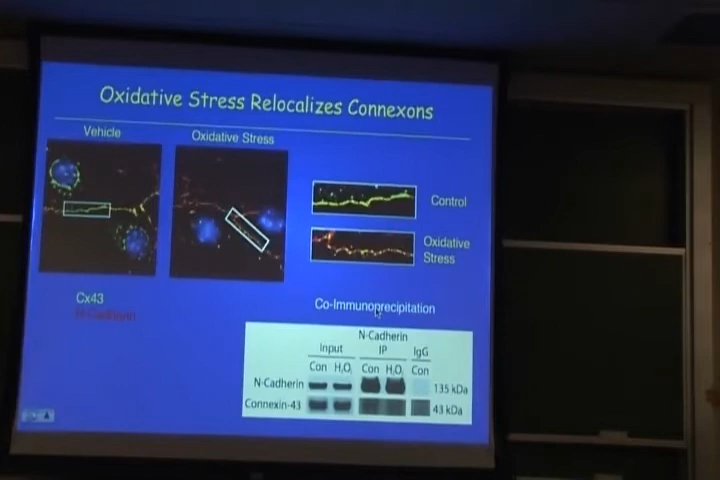 Oxidative Stress Relocalizes Connexons
Vehicle
Oxidative Stress
Control
Oxidative
Stress
Cx43
N-Cadherin
Co-Immunoprecipitation
N-Cadherin
Input IP IgG
Con H₂O₂ Con H₂O₂ Con
N-Cadherin 135 kDa
Connexin-43 43 kDa